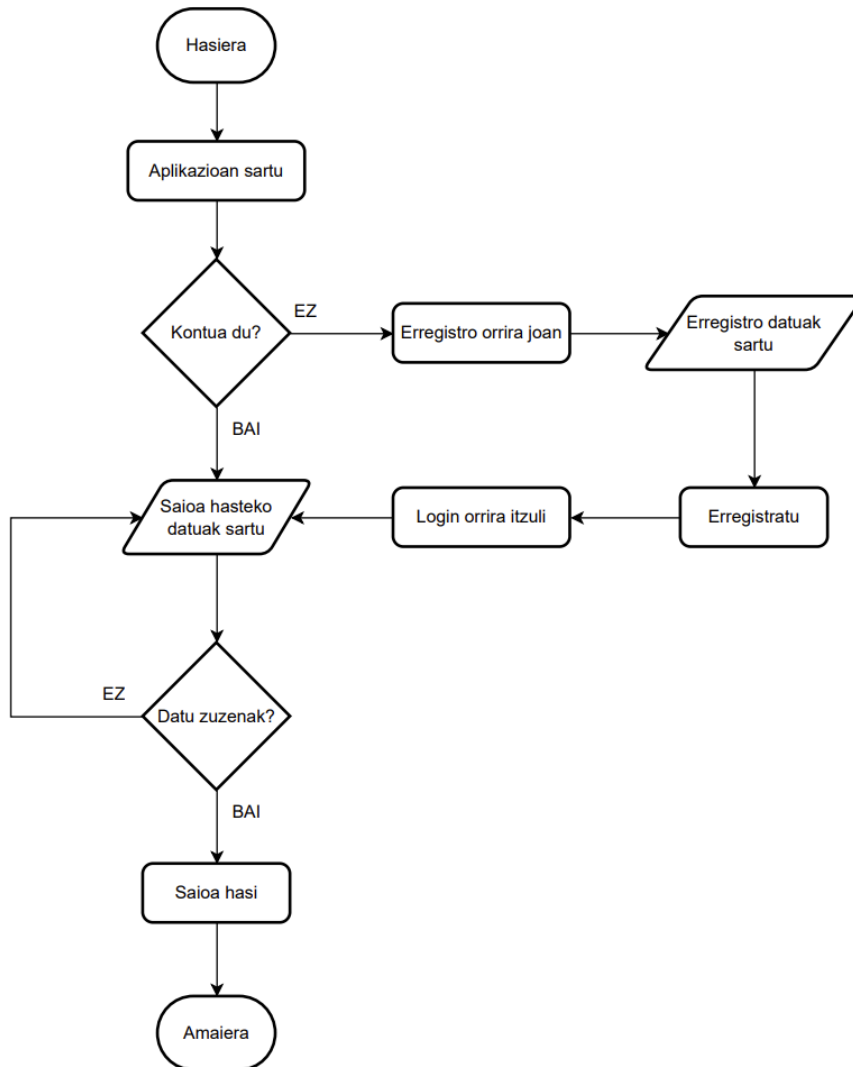 Hasiera
Aplikazioan sartu
Kontua du?
EZ
Erregistro orrira joan
Erregistro datuak
sartu
BAI
Saioa hasteko
datuak sartu
Login orrira itzuli
Erregistratu
EZ
Datu zuzenak?
BAI
Saioa hasi
Amaiera